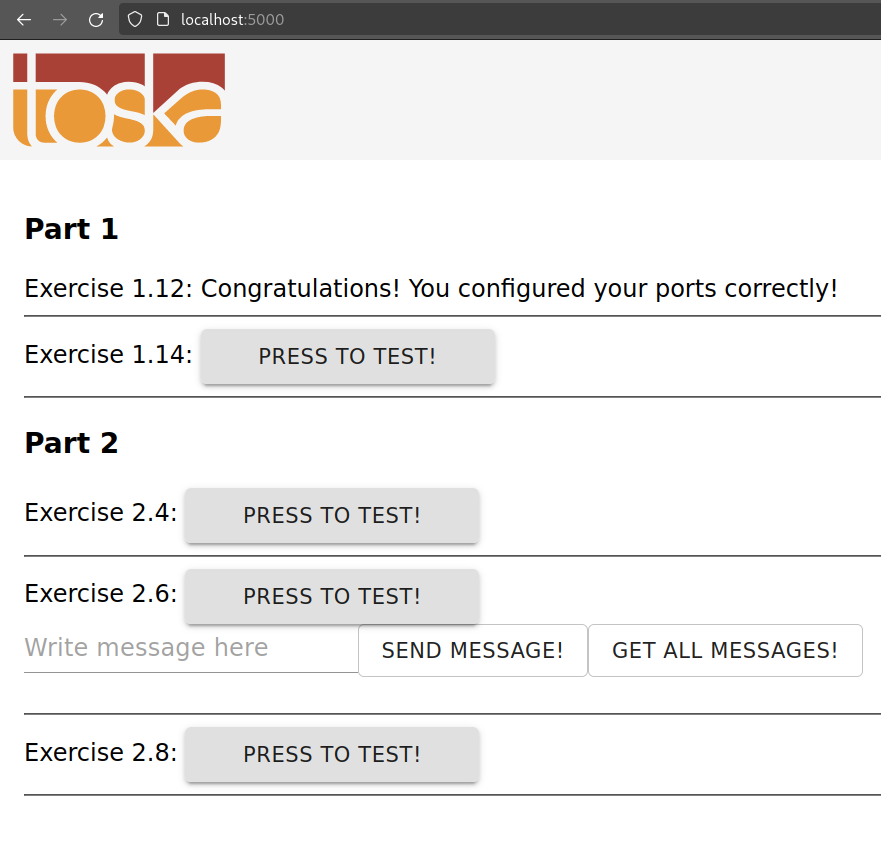 localhost:5000
toska
Part 1
Exercise 1.12: Congratulations! You configured your ports correctly!
Exercise 1.14: PRESS TO TEST!
Part 2
Exercise 2.4: PRESS TO TEST!
Exercise 2.6: PRESS TO TEST!
Write message here SEND MESSAGE! GET ALL MESSAGES!
Exercise 2.8: PRESS TO TEST!